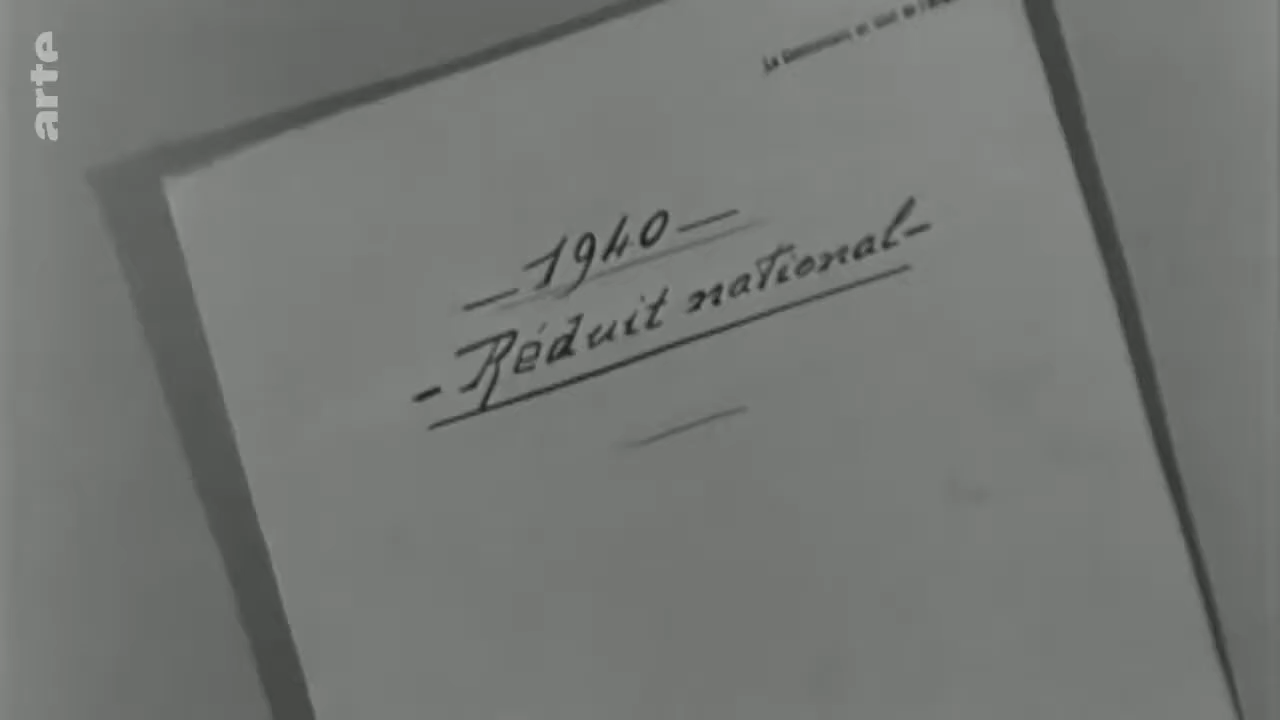 arte
— 1940 —
- Réduit national -